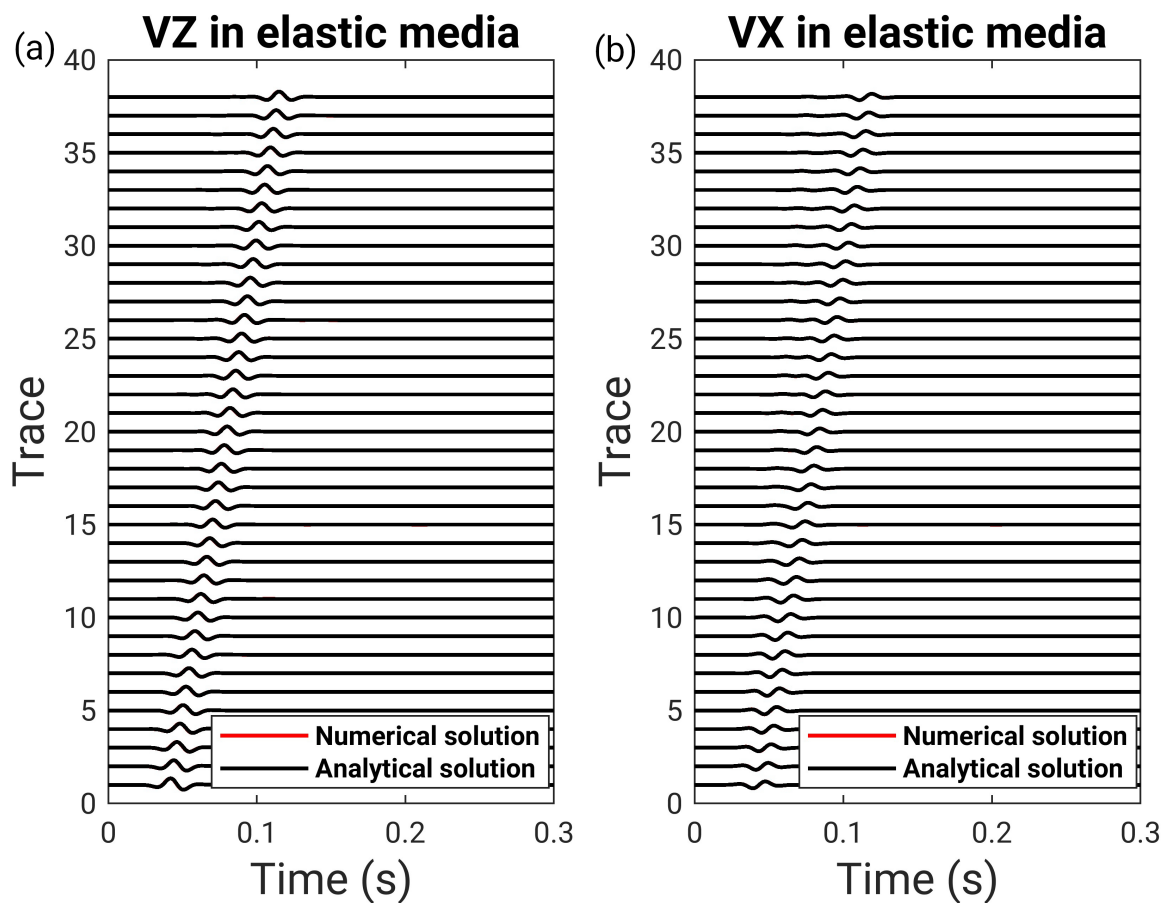 (a) VZ in elastic media
40
35
30
25
20
15
10
5
0
Trace
Numerical solution
Analytical solution
0 0.1 0.2 0.3
Time (s)
(b) VX in elastic media
40
35
30
25
20
15
10
5
0
Trace
Numerical solution
Analytical solution
0 0.1 0.2 0.3
Time (s)